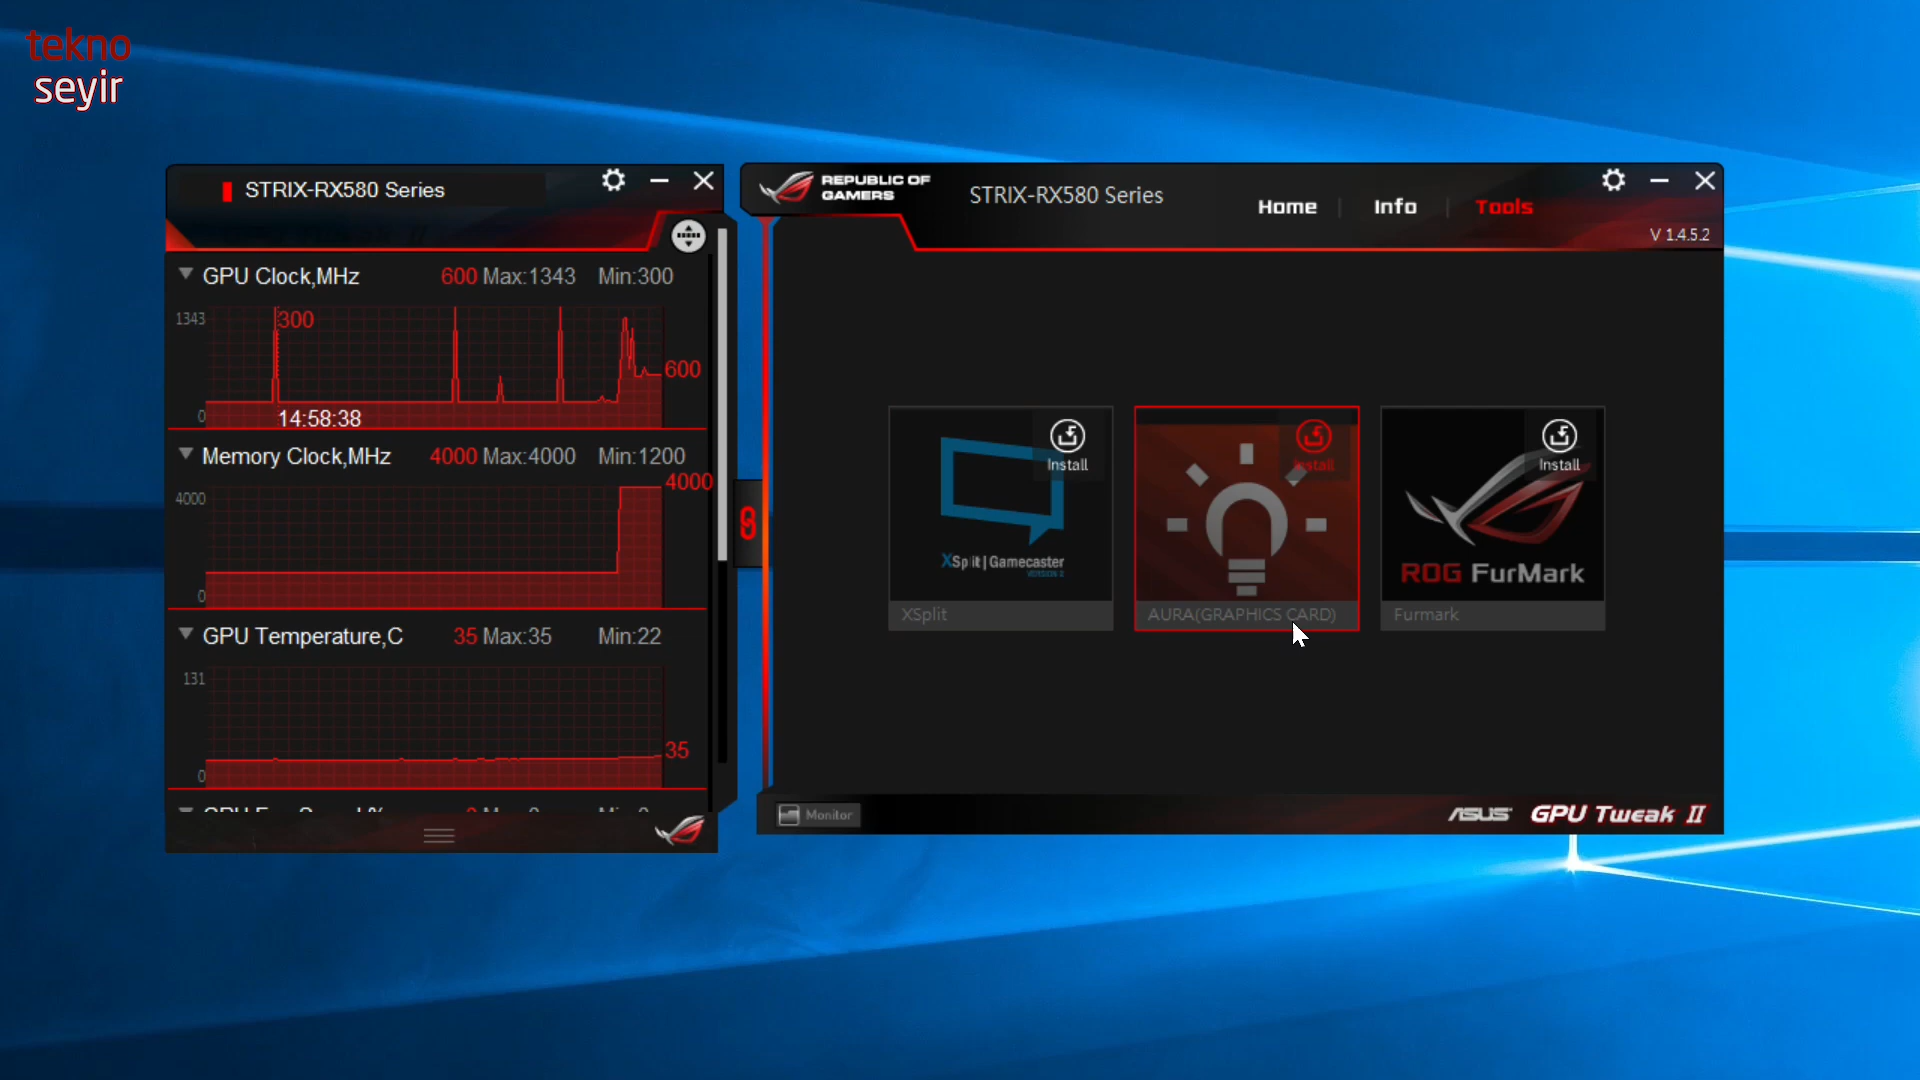 tekno
seyir
STRIX-RX580 Series
GPU Clock,MHz 600 Max:1343 Min:300
1343
300
600
0
14:58:38
Memory Clock,MHz 4000 Max:4000 Min:1200
4000
4000
0
GPU Temperature,C 35 Max:35 Min:22
131
35
0
REPUBLIC OF
GAMERS
STRIX-RX580 Series
Home
Info
Tools
V 1.4.5.2
Install
XSplit|Gamecaster
XSplit
Install
AURA(GRAPHICS CARD)
Install
ROG FurMark
Furmark
Monitor
ASUS GPU Tweak II